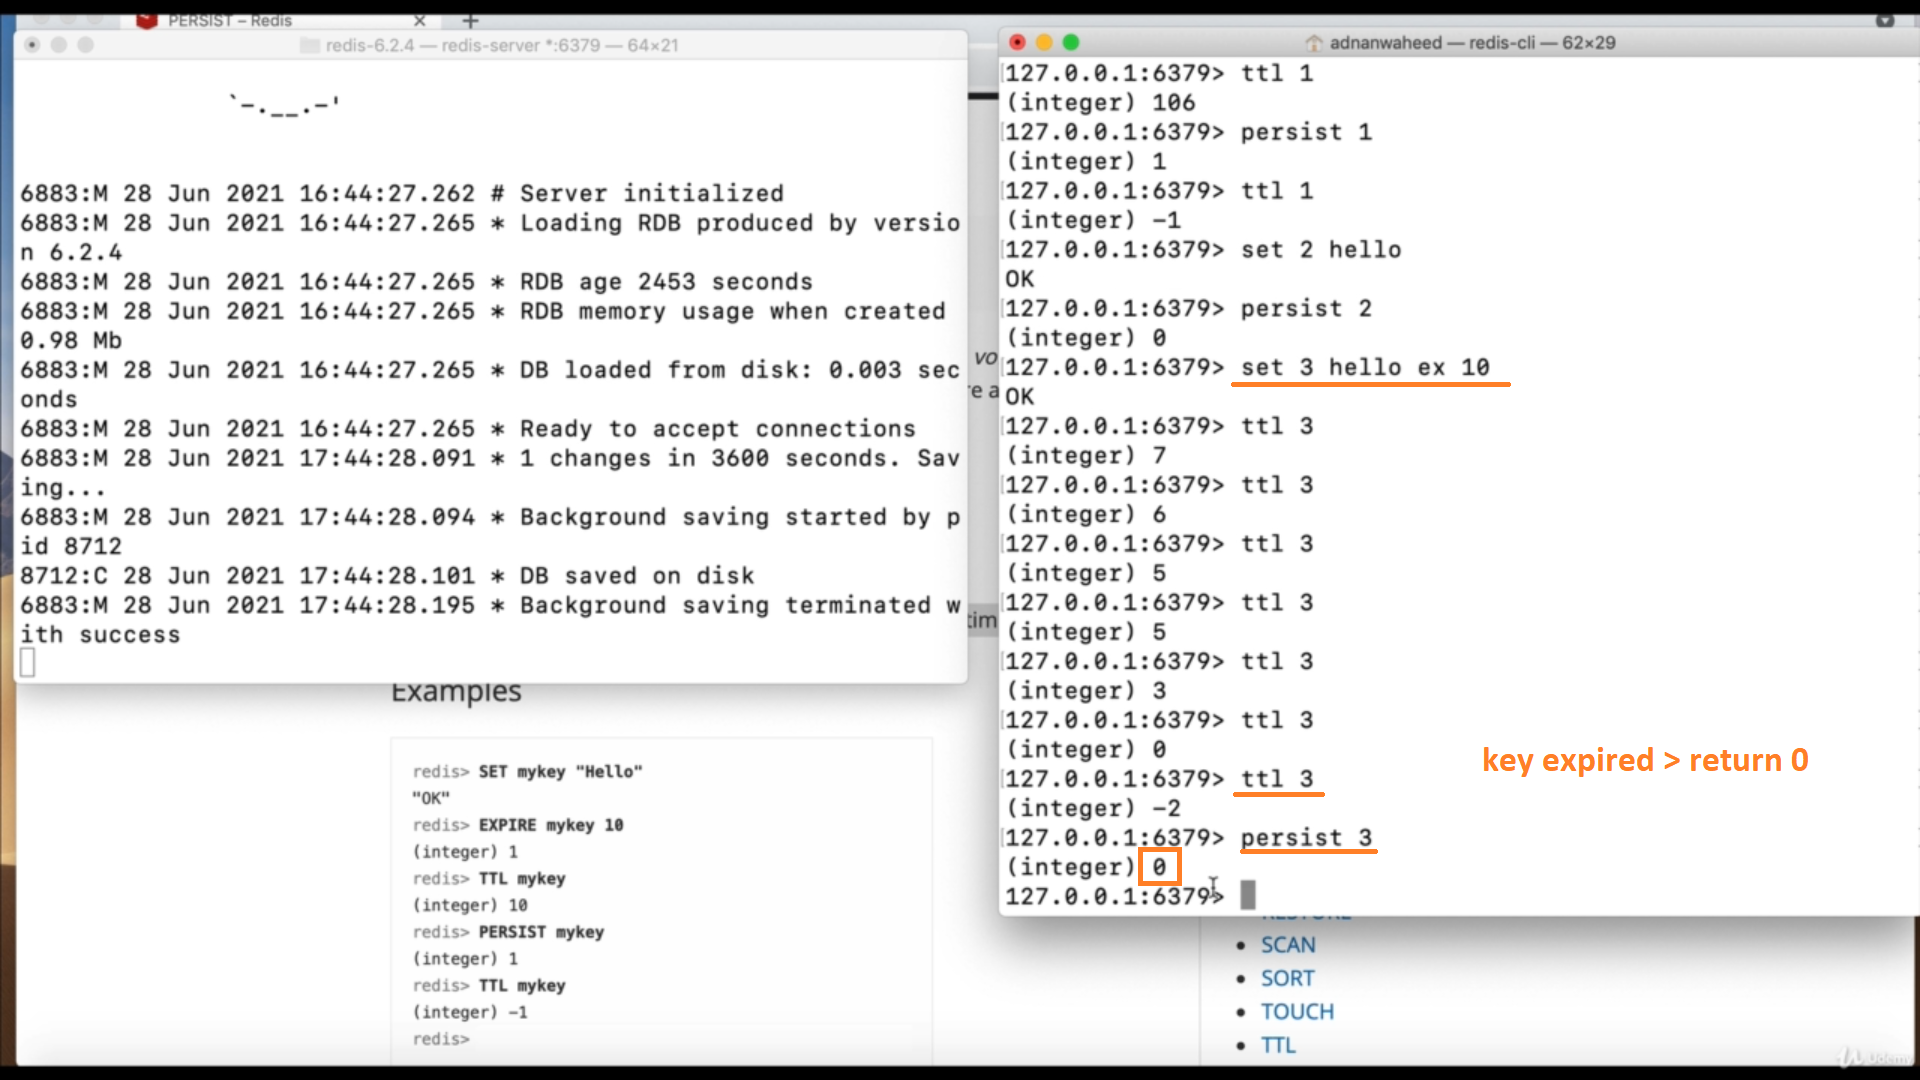 PERSIST – Redis
redis-6.2.4 — redis-server *:6379 — 64×21
`-.__.-'
6883:M 28 Jun 2021 16:44:27.262 # Server initialized
6883:M 28 Jun 2021 16:44:27.265 * Loading RDB produced by versio
n 6.2.4
6883:M 28 Jun 2021 16:44:27.265 * RDB age 2453 seconds
6883:M 28 Jun 2021 16:44:27.265 * RDB memory usage when created
0.98 Mb
6883:M 28 Jun 2021 16:44:27.265 * DB loaded from disk: 0.003 sec
onds
6883:M 28 Jun 2021 16:44:27.265 * Ready to accept connections
6883:M 28 Jun 2021 17:44:28.091 * 1 changes in 3600 seconds. Sav
ing...
6883:M 28 Jun 2021 17:44:28.094 * Background saving started by p
id 8712
8712:C 28 Jun 2021 17:44:28.101 * DB saved on disk
6883:M 28 Jun 2021 17:44:28.195 * Background saving terminated w
ith success
Examples
redis> SET mykey "Hello"
"OK"
redis> EXPIRE mykey 10
(integer) 1
redis> TTL mykey
(integer) 10
redis> PERSIST mykey
(integer) 1
redis> TTL mykey
(integer) -1
redis>
adnanwaheed — redis-cli — 62×29
127.0.0.1:6379> ttl 1
(integer) 106
127.0.0.1:6379> persist 1
(integer) 1
127.0.0.1:6379> ttl 1
(integer) -1
127.0.0.1:6379> set 2 hello
OK
127.0.0.1:6379> persist 2
(integer) 0
127.0.0.1:6379> set 3 hello ex 10
OK
127.0.0.1:6379> ttl 3
(integer) 7
127.0.0.1:6379> ttl 3
(integer) 6
127.0.0.1:6379> ttl 3
(integer) 5
127.0.0.1:6379> ttl 3
(integer) 5
127.0.0.1:6379> ttl 3
(integer) 3
127.0.0.1:6379> ttl 3
(integer) 0
127.0.0.1:6379> ttl 3
(integer) -2
127.0.0.1:6379> persist 3
(integer) 0
127.0.0.1:6379>
key expired > return 0
RESTORE
SCAN
SORT
TOUCH
TTL
Udemy